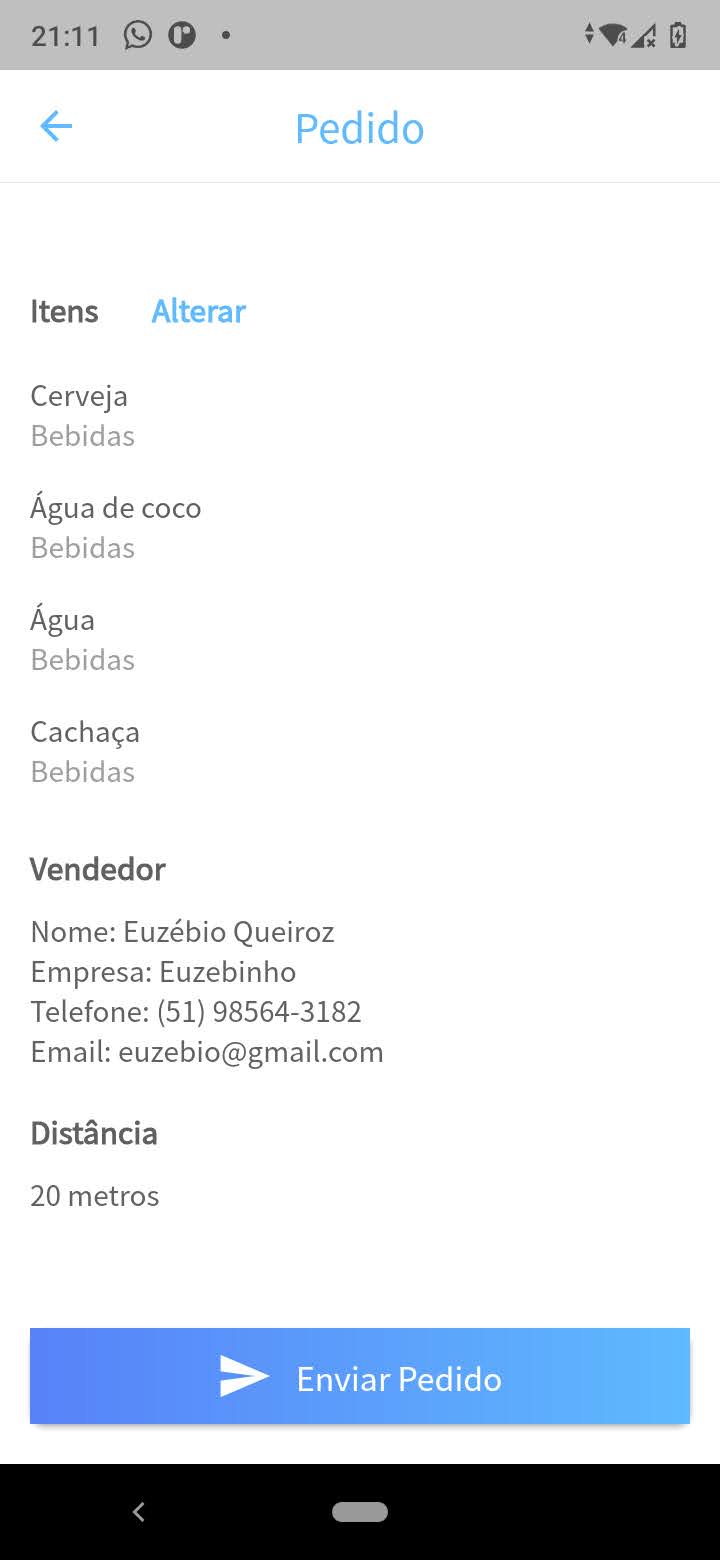 21:11
Pedido
Itens Alterar
Cerveja
Bebidas
Água de coco
Bebidas
Água
Bebidas
Cachaça
Bebidas
Vendedor
Nome: Euzébio Queiroz
Empresa: Euzebinho
Telefone: (51) 98564-3182
Email: euzebio@gmail.com
Distância
20 metros
Enviar Pedido